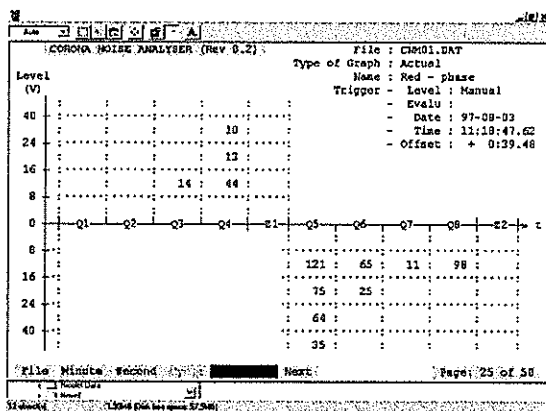 Auto
CORONA NOISE ANALYSER (Rev 0.2)
File : CNM01.DAT
Type of Graph : Actual
Name : Red - phase
Trigger - Level : Manual
- Evalu :
- Date : 97-08-03
- Time : 11:18:47.62
- Offset : + 0:39.48
Level
(V)
40
24 10
16 13
8 14 44
0 Q1 Q2 Q3 Q4 z1 Q5 Q6 Q7 Q8 z2 t
8
16 121 65 11 98
24 75 25
40 64
35
File Minute Second Next Page: 25 of 50